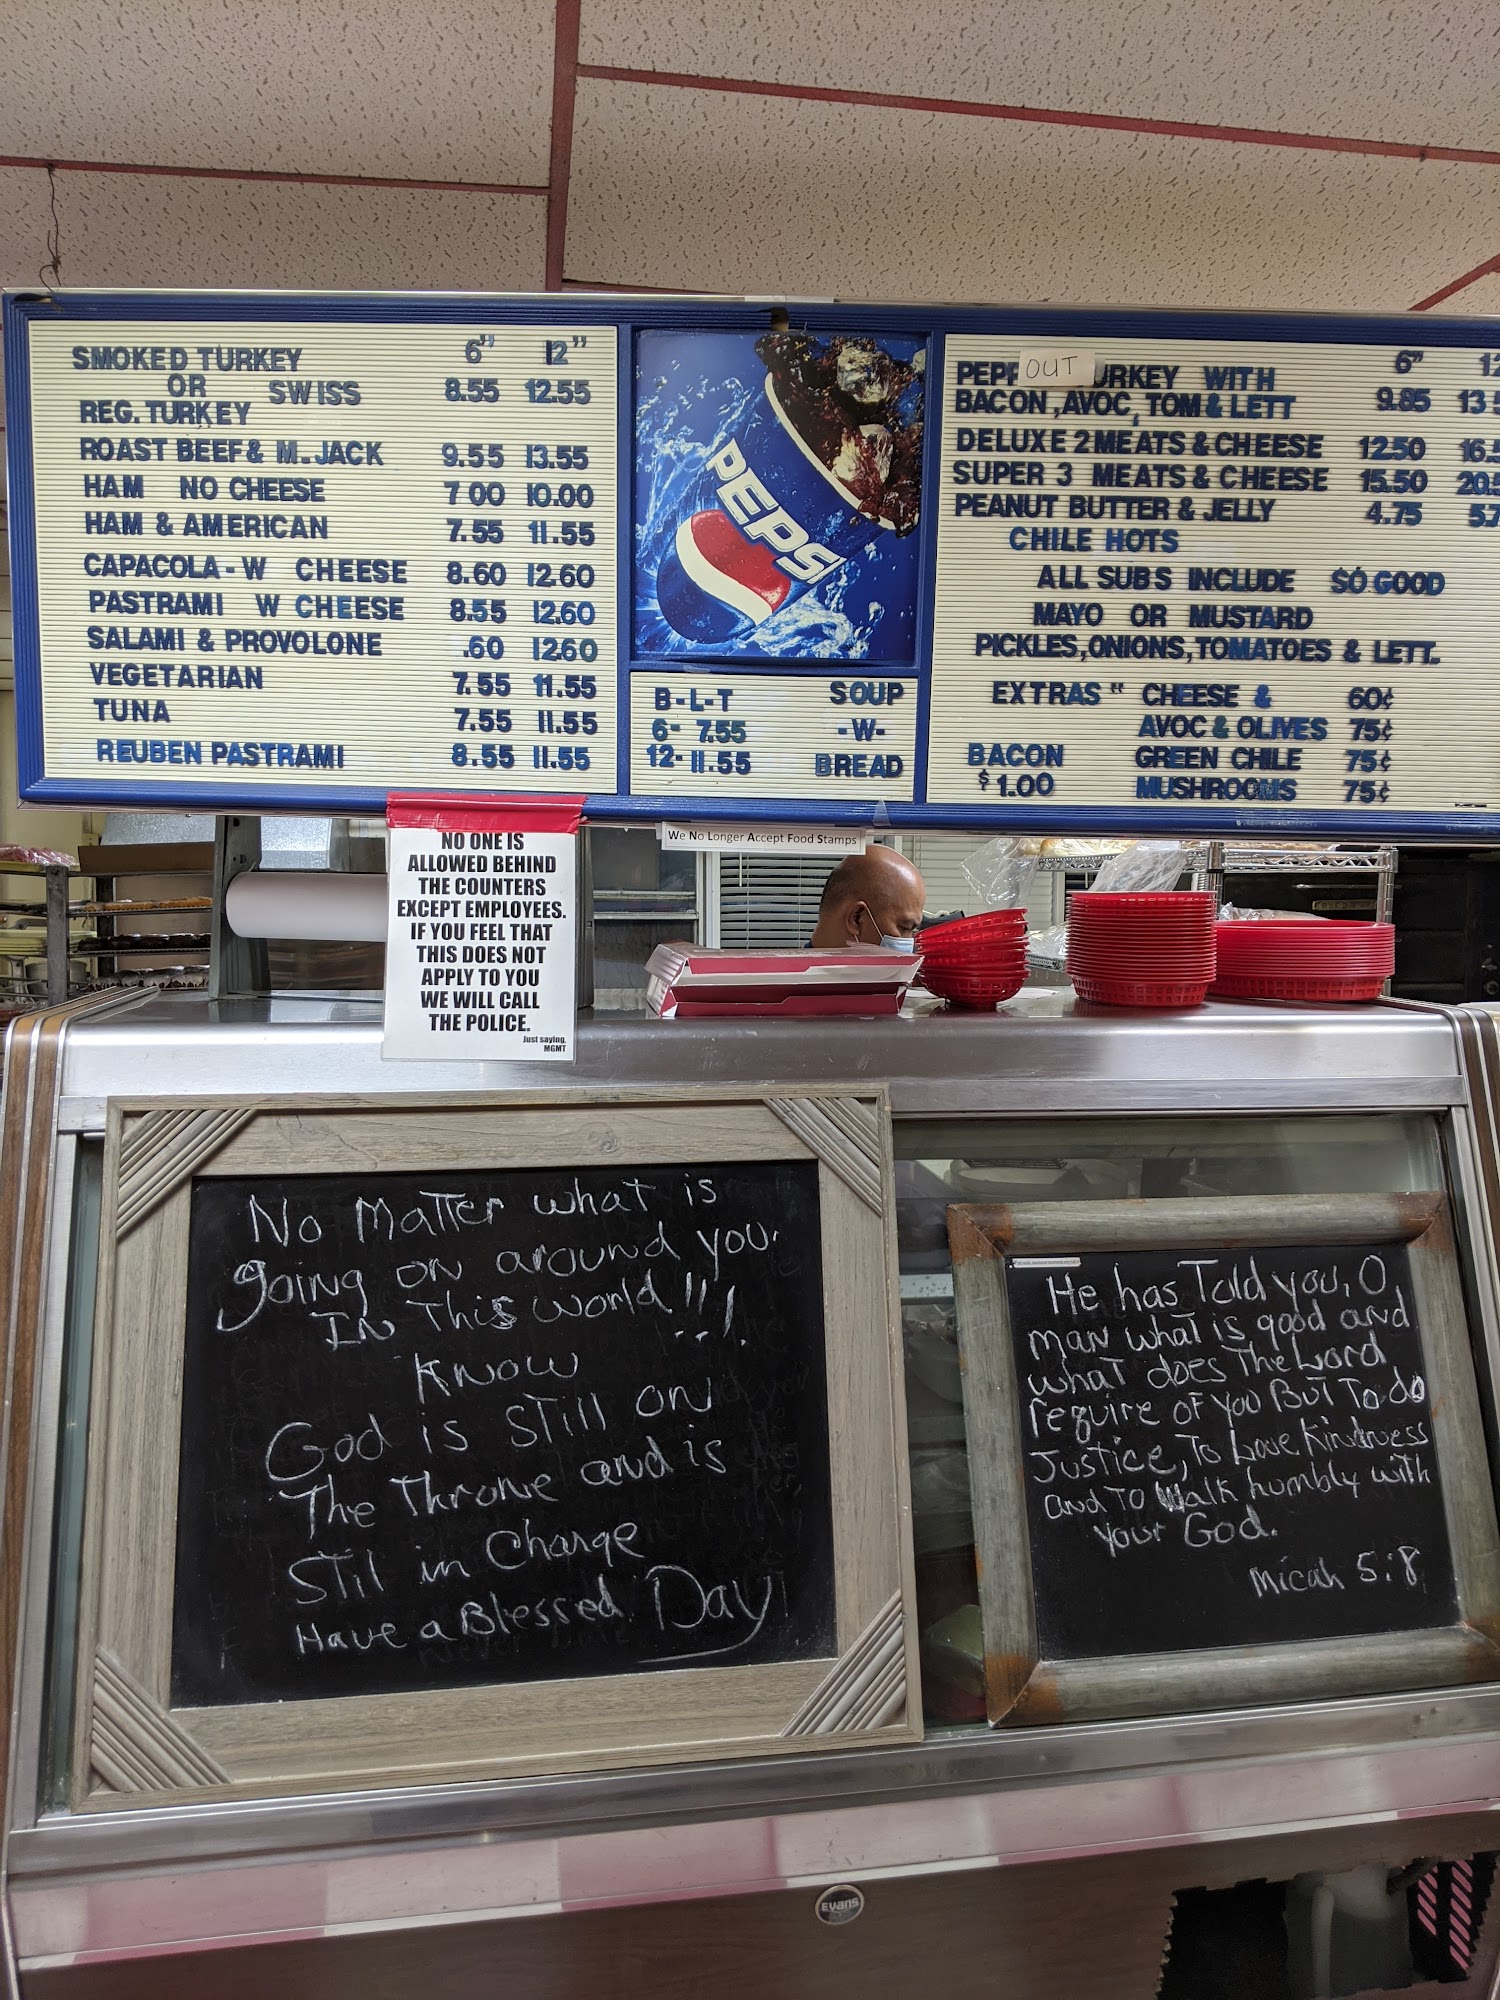 6" 12"
SMOKED TURKEY
OR SWISS 8.55 12.55
REG. TURKEY
ROAST BEEF & M. JACK 9.55 13.55
HAM NO CHEESE 7 00 10.00
HAM & AMERICAN 7.55 11.55
CAPACOLA - W CHEESE 8.60 12.60
PASTRAMI W CHEESE 8.55 12.60
SALAMI & PROVOLONE .60 12.60
VEGETARIAN 7.55 11.55
TUNA 7.55 11.55
REUBEN PASTRAMI 8.55 11.55
PEPSI
B-L-T
6- 7.55
12- 11.55
SOUP
-W-
BREAD
6" 12
PEPP OUT URKEY WITH
BACON, AVOC, TOM & LETT 9.85 13
DELUXE 2 MEATS & CHEESE 12.50 16.
SUPER 3 MEATS & CHEESE 15.50 20.
PEANUT BUTTER & JELLY 4.75 5.7
CHILE HOTS
ALL SUBS INCLUDE SO GOOD
MAYO OR MUSTARD
PICKLES, ONIONS, TOMATOES & LETT.
EXTRAS " CHEESE & 60¢
AVOC & OLIVES 75¢
BACON GREEN CHILE 75¢
$1.00 MUSHROOMS 75¢
We No Longer Accept Food Stamps
NO ONE IS
ALLOWED BEHIND
THE COUNTERS
EXCEPT EMPLOYEES.
IF YOU FEEL THAT
THIS DOES NOT
APPLY TO YOU
WE WILL CALL
THE POLICE.
Just saying,
MGMT
No Matter what is
going on around you
In This World!!!
Know
God is Still on
The Throne and is
Stil in Charge
Have a Blessed Day
He has Told you, O,
man what is good and
what does The Lord
require of you But To do
Justice, To Love Kindness
and To Walk humbly with
your God.
Micah 5:8
Evans